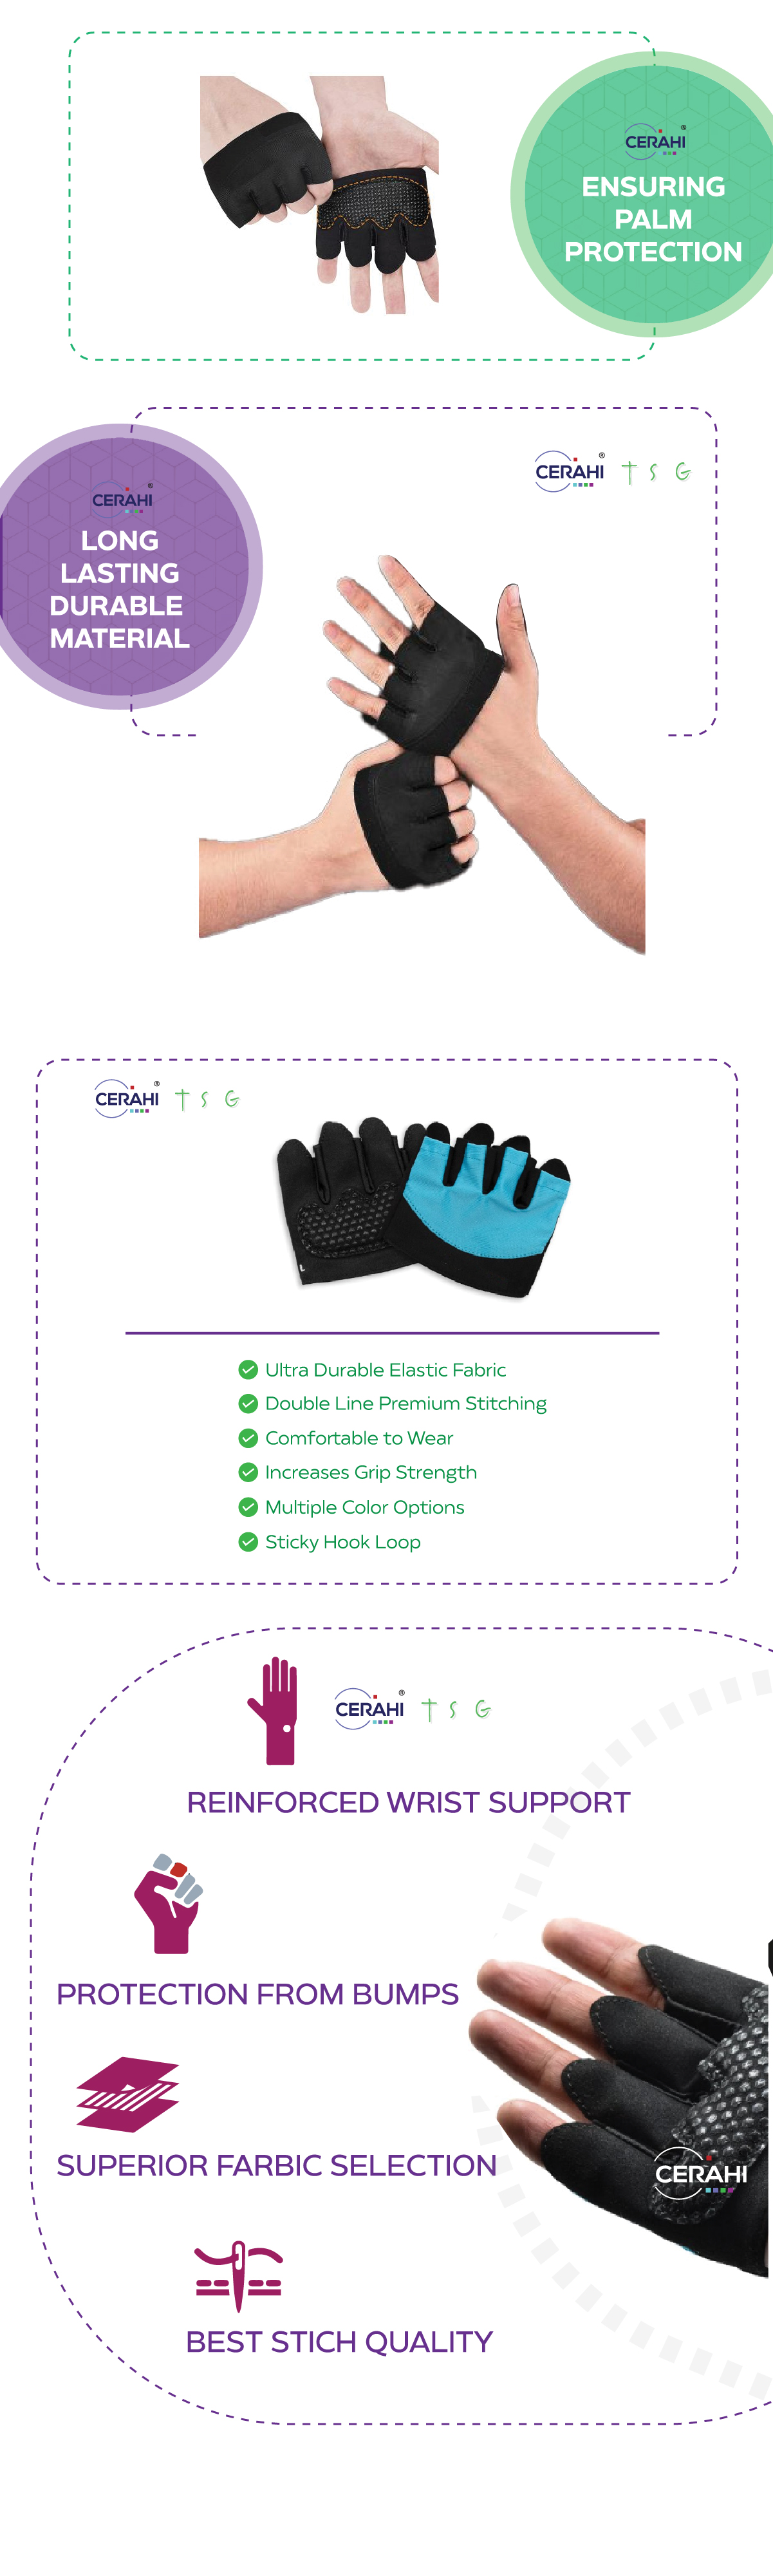 CERAHI®
ENSURING
PALM
PROTECTION
CERAHI® T S G
CERAHI®
LONG
LASTING
DURABLE
MATERIAL
CERAHI® T S G
L
Ultra Durable Elastic Fabric
Double Line Premium Stitching
Comfortable to Wear
Increases Grip Strength
Multiple Color Options
Sticky Hook Loop
CERAHI® T S G
REINFORCED WRIST SUPPORT
PROTECTION FROM BUMPS
SUPERIOR FARBIC SELECTION
CERAHI
BEST STICH QUALITY